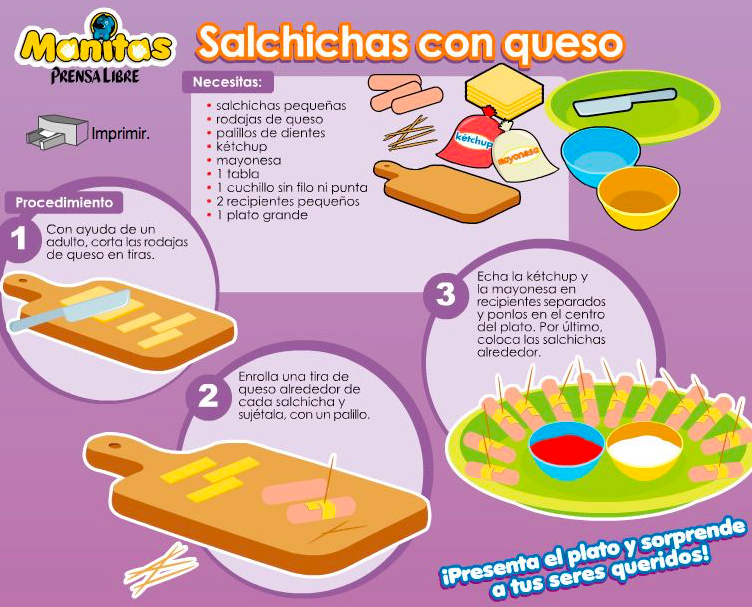 Manitas
PRENSA LIBRE
Salchichas con queso
Imprimir.
Necesitas:
• salchichas pequeñas
• rodajas de queso
• palillos de dientes
• kétchup
• mayonesa
• 1 tabla
• 1 cuchillo sin filo ni punta
• 2 recipientes pequeños
• 1 plato grande
kétchup
mayonesa
Procedimiento
1
Con ayuda de un
adulto, corta las rodajas
de queso en tiras.
2
Enrolla una tira de
queso alrededor de
cada salchicha y
sujétala, con un palillo.
3
Echa la kétchup y
la mayonesa en
recipientes separados
y ponlos en el centro
del plato. Por último,
coloca las salchichas
alrededor.
¡Presenta el plato y sorprende
a tus seres queridos!